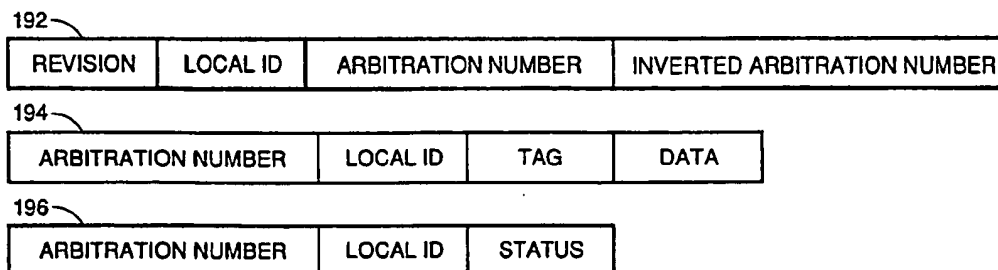 192
REVISION LOCAL ID ARBITRATION NUMBER INVERTED ARBITRATION NUMBER
194
ARBITRATION NUMBER LOCAL ID TAG DATA
196
ARBITRATION NUMBER LOCAL ID STATUS